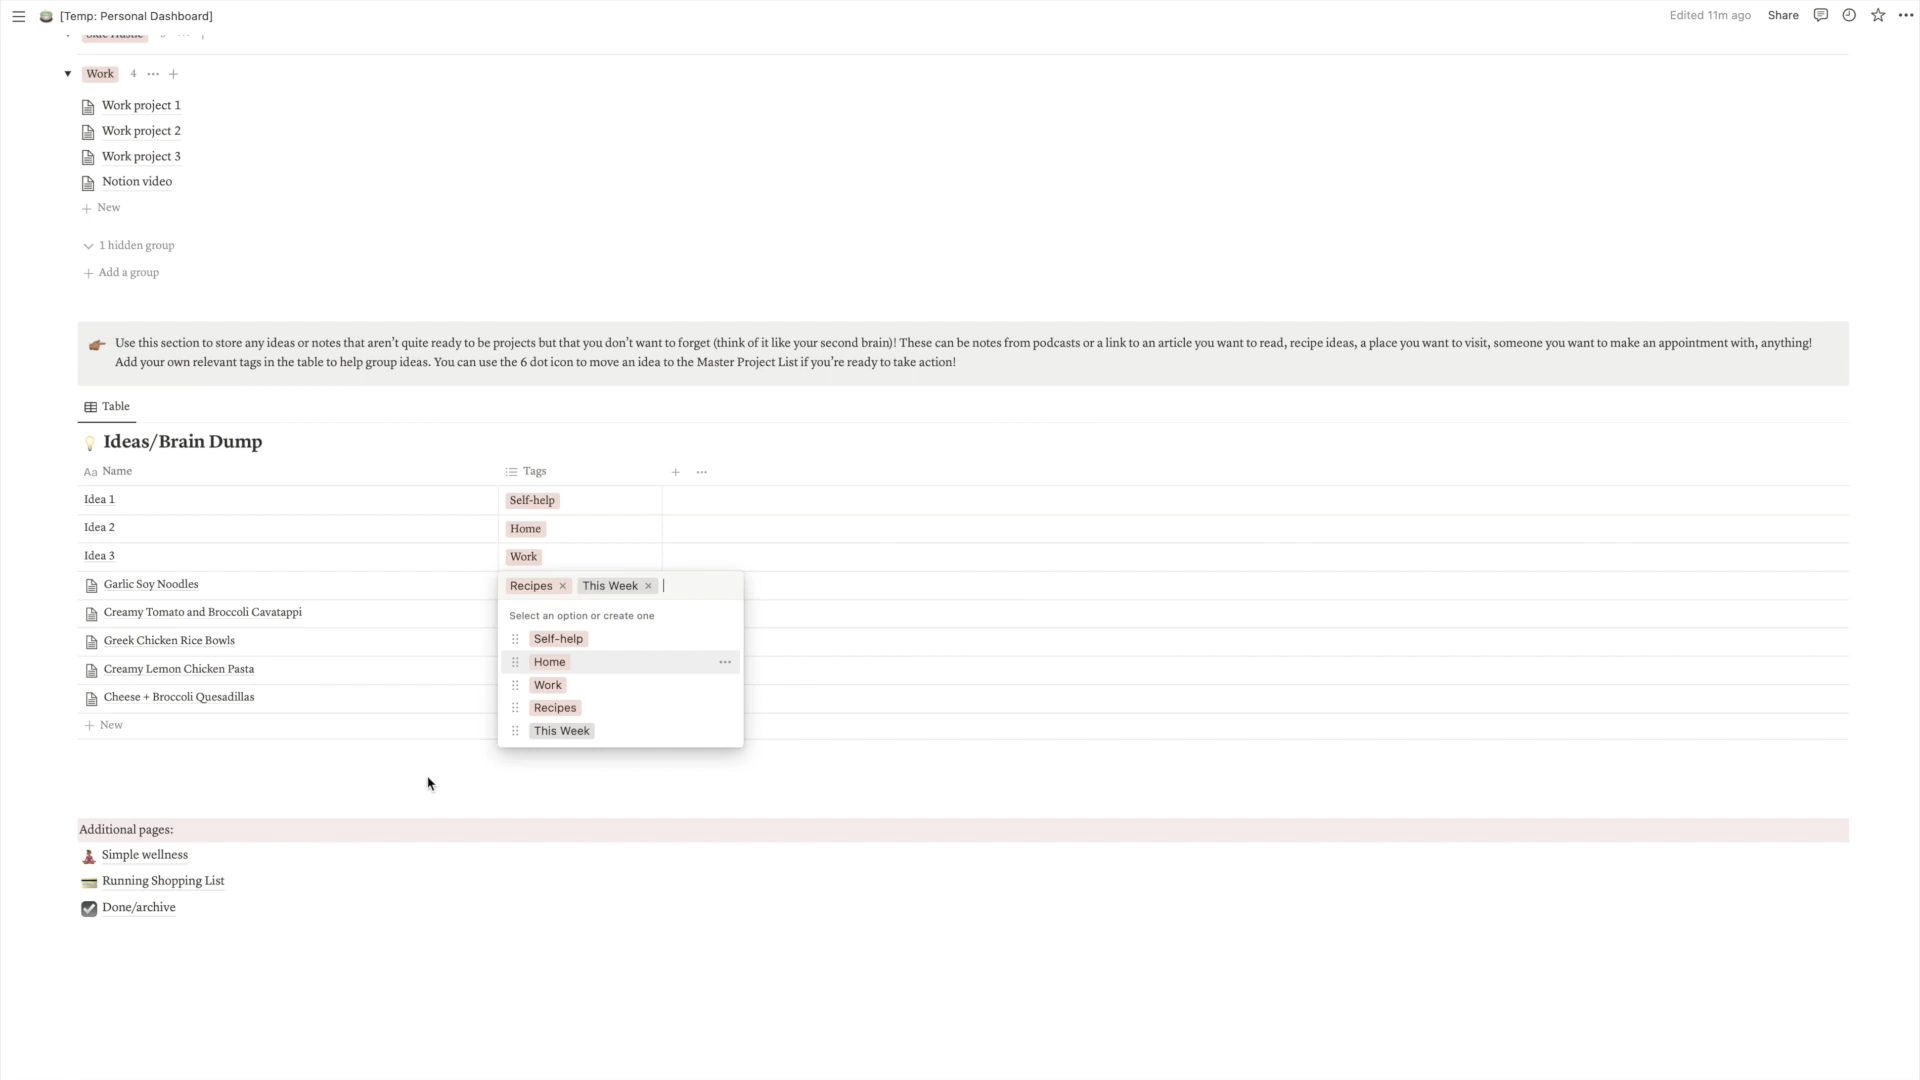 [Temp: Personal Dashboard]
Edited 11m ago
Share
Work 4
Work project 1
Work project 2
Work project 3
Notion video
New
1 hidden group
Add a group
Use this section to store any ideas or notes that aren't quite ready to be projects but that you don't want to forget (think of it like your second brain)! These can be notes from podcasts or a link to an article you want to read, recipe ideas, a place you want to visit, someone you want to make an appointment with, anything!
Add your own relevant tags in the table to help group ideas. You can use the 6 dot icon to move an idea to the Master Project List if you're ready to take action!
Table
Ideas/Brain Dump
Aa Name Tags
Idea 1 Self-help
Idea 2 Home
Idea 3 Work
Garlic Soy Noodles Recipes This Week
Creamy Tomato and Broccoli Cavatappi
Greek Chicken Rice Bowls
Creamy Lemon Chicken Pasta
Cheese + Broccoli Quesadillas
New
Select an option or create one
Self-help
Home
Work
Recipes
This Week
Additional pages:
Simple wellness
Running Shopping List
Done/archive